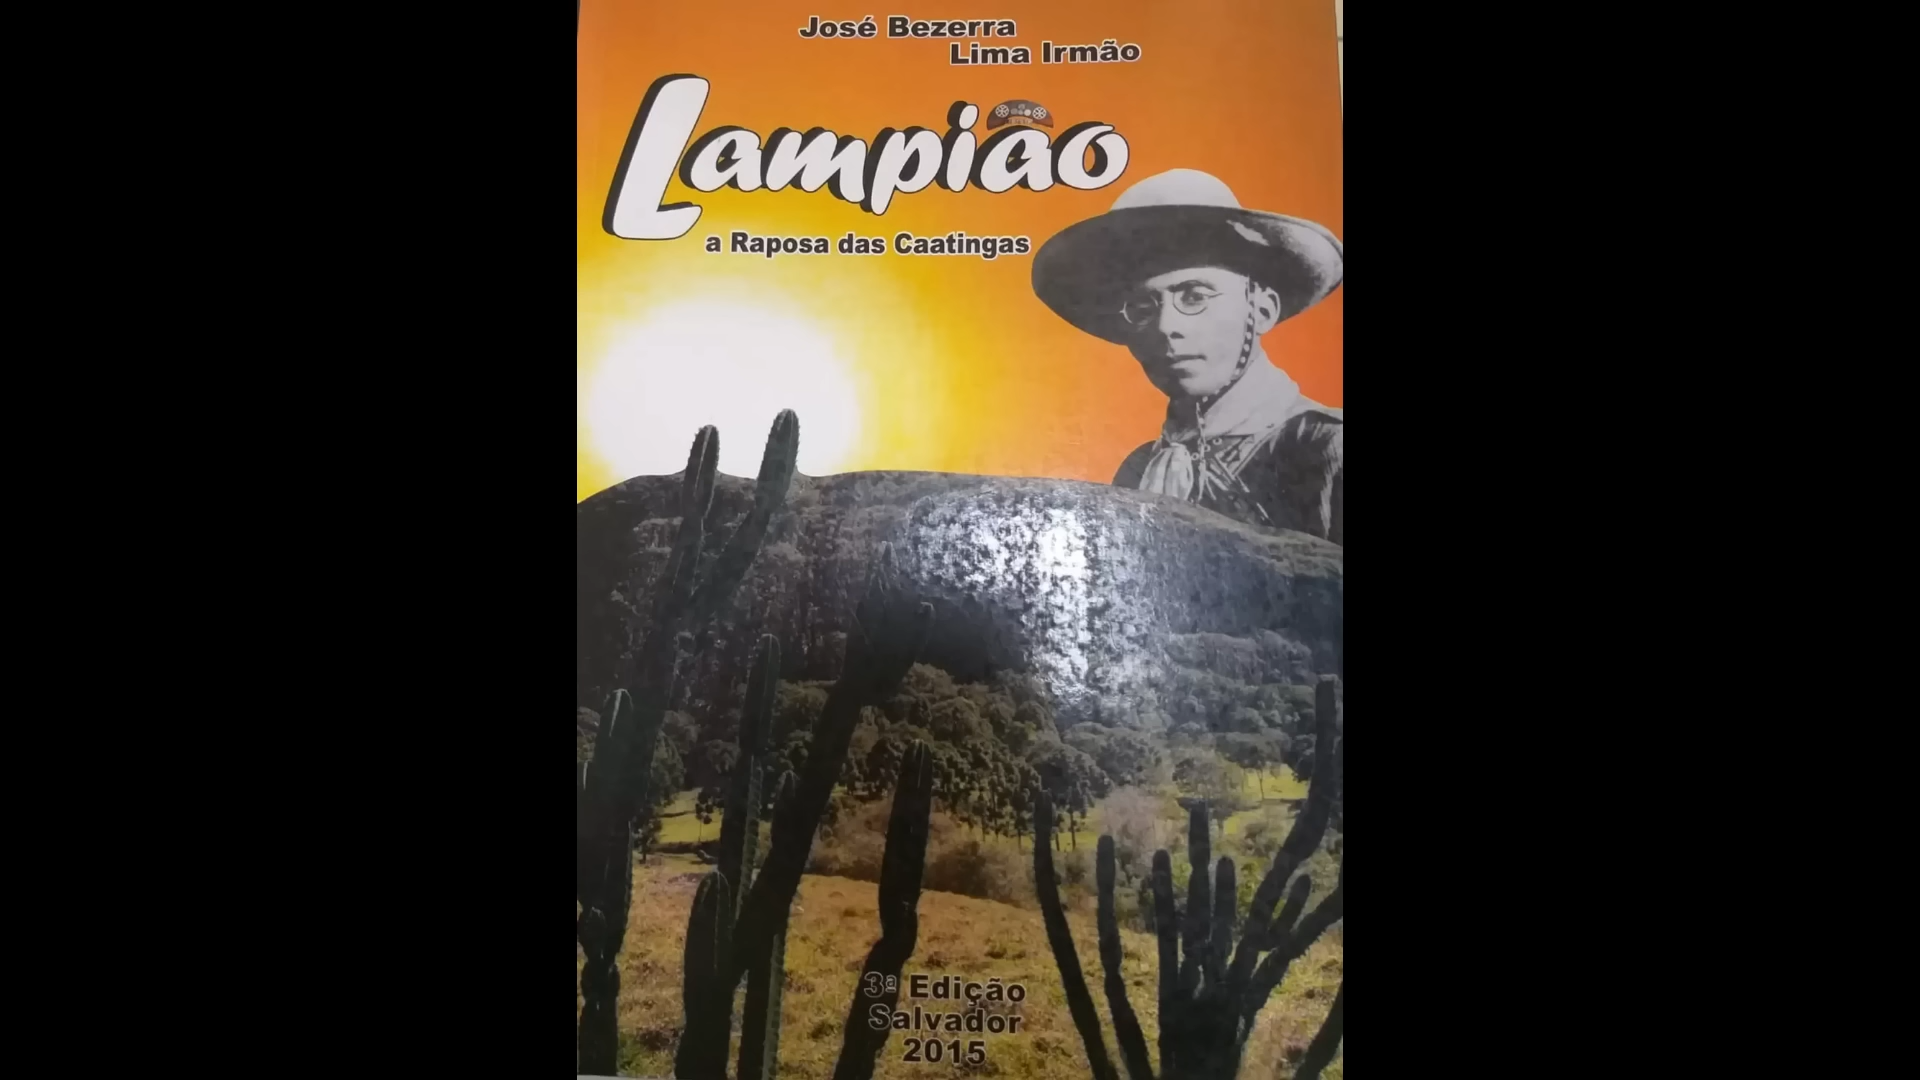 José Bezerra
Lima Irmão
Lampião
a Raposa das Caatingas
3ª Edição
Salvador
2015